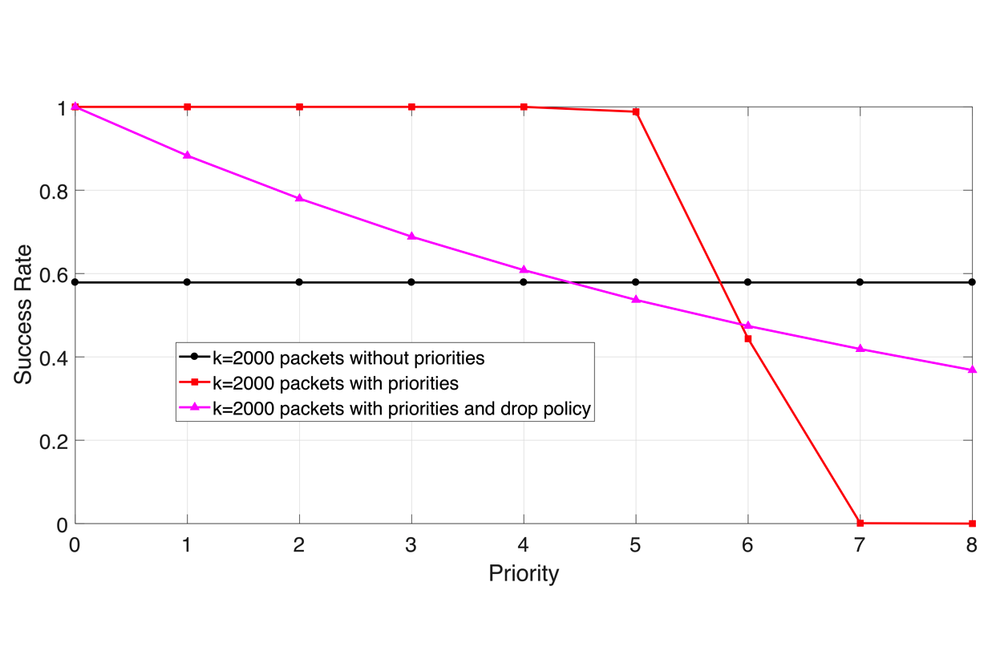 1
0.8
0.6
0.4
0.2
0
Success Rate
k=2000 packets without priorities
k=2000 packets with priorities
k=2000 packets with priorities and drop policy
0 1 2 3 4 5 6 7 8
Priority